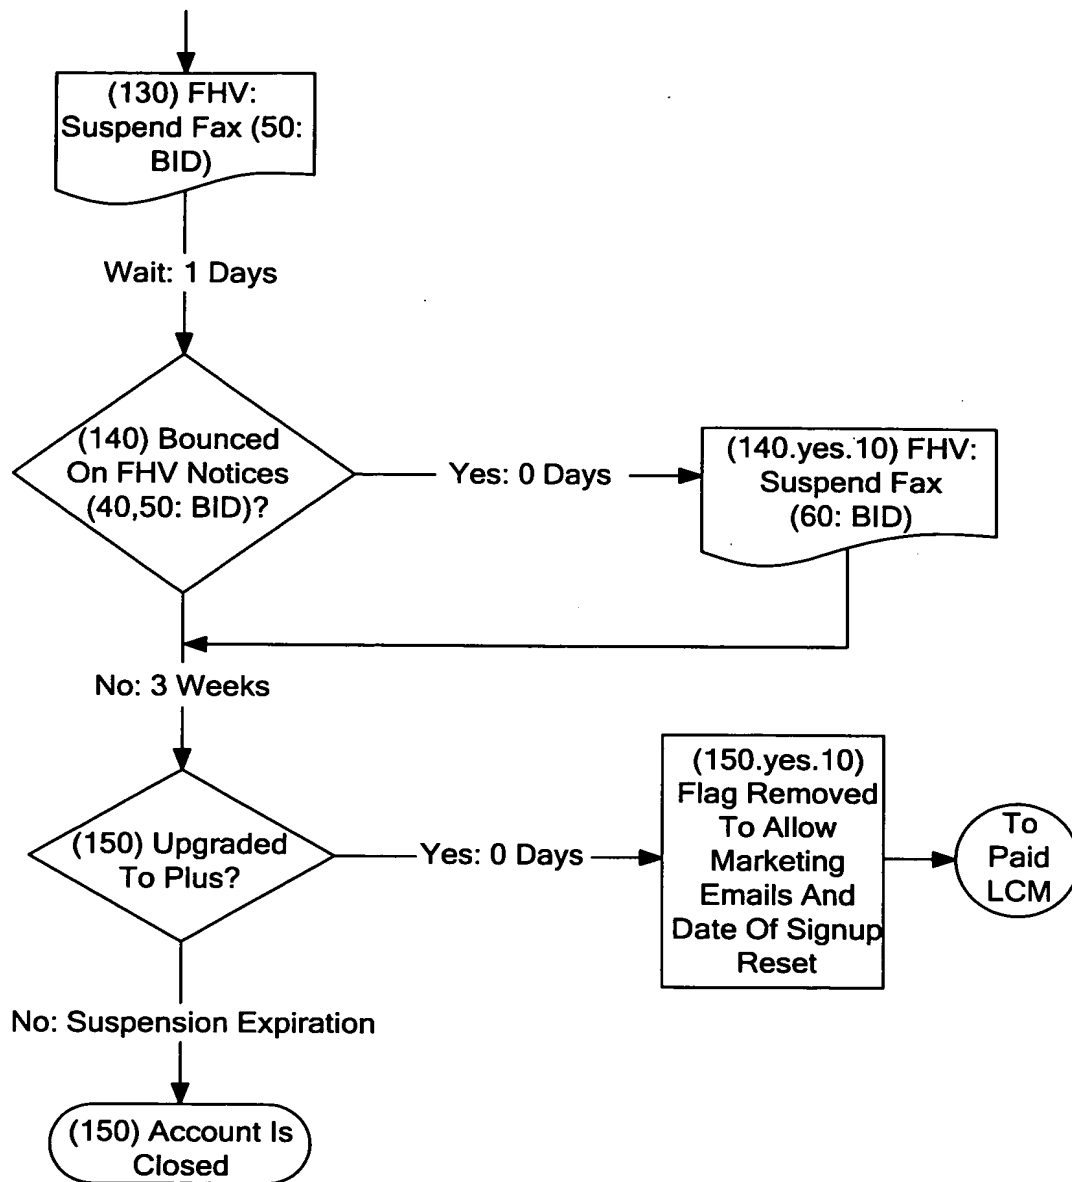 (130) FHV:
Suspend Fax (50:
BID)
Wait: 1 Days
(140) Bounced
On FHV Notices
(40,50: BID)?
Yes: 0 Days
(140.yes.10) FHV:
Suspend Fax
(60: BID)
No: 3 Weeks
(150) Upgraded
To Plus?
Yes: 0 Days
(150.yes.10)
Flag Removed
To Allow
Marketing
Emails And
Date Of Signup
Reset
To
Paid
LCM
No: Suspension Expiration
(150) Account Is
Closed